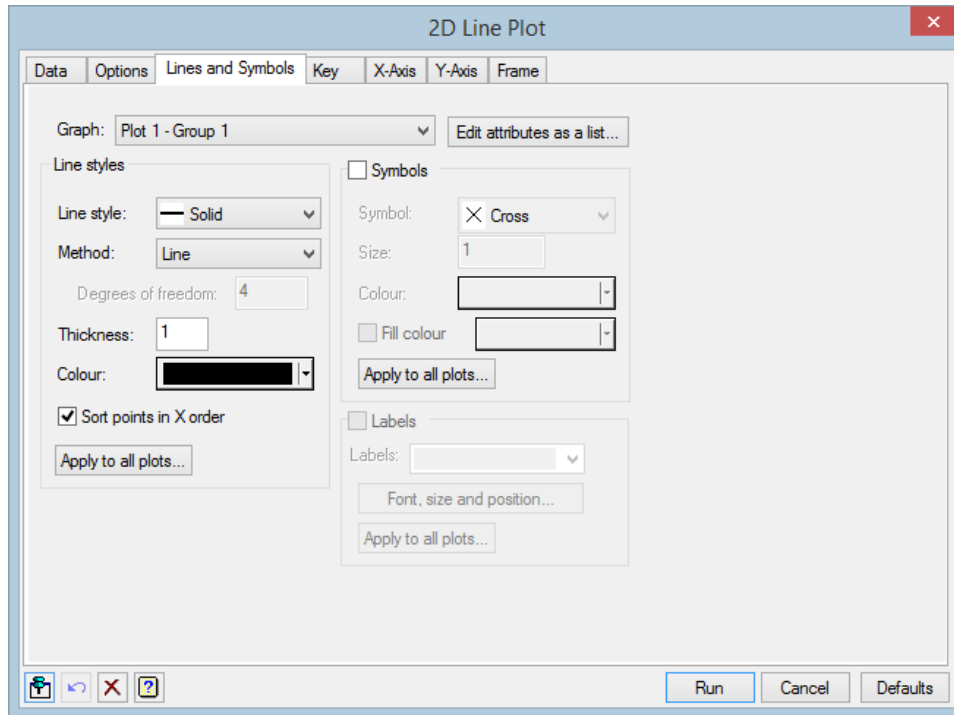 2D Line Plot
Data Options Lines and Symbols Key X-Axis Y-Axis Frame
Graph: Plot 1 - Group 1 Edit attributes as a list...
Line styles
Line style: Solid
Method: Line
Degrees of freedom: 4
Thickness: 1
Colour:
Sort points in X order
Apply to all plots...
Symbols
Symbol: Cross
Size: 1
Colour:
Fill colour
Apply to all plots...
Labels
Labels:
Font, size and position...
Apply to all plots...
Run Cancel Defaults